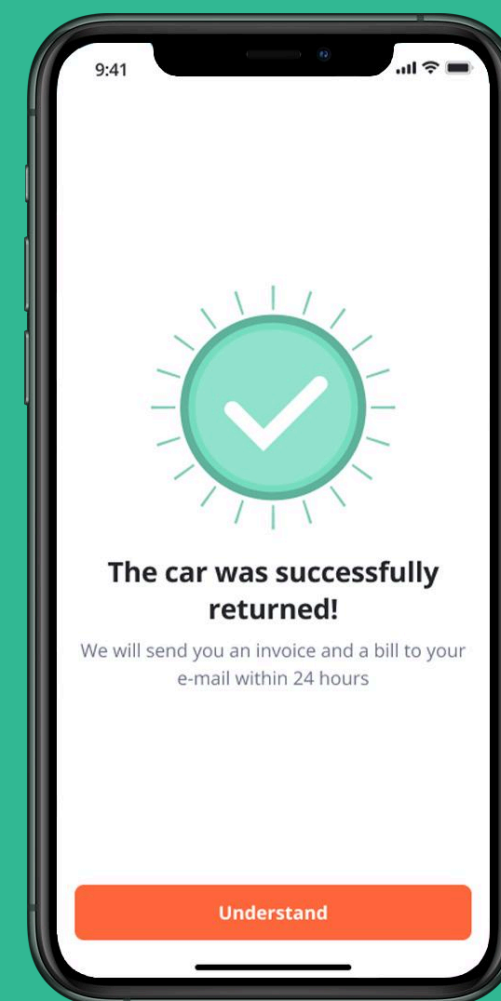 9:41
The car was successfully
returned!
We will send you an invoice and a bill to your
e-mail within 24 hours
Understand